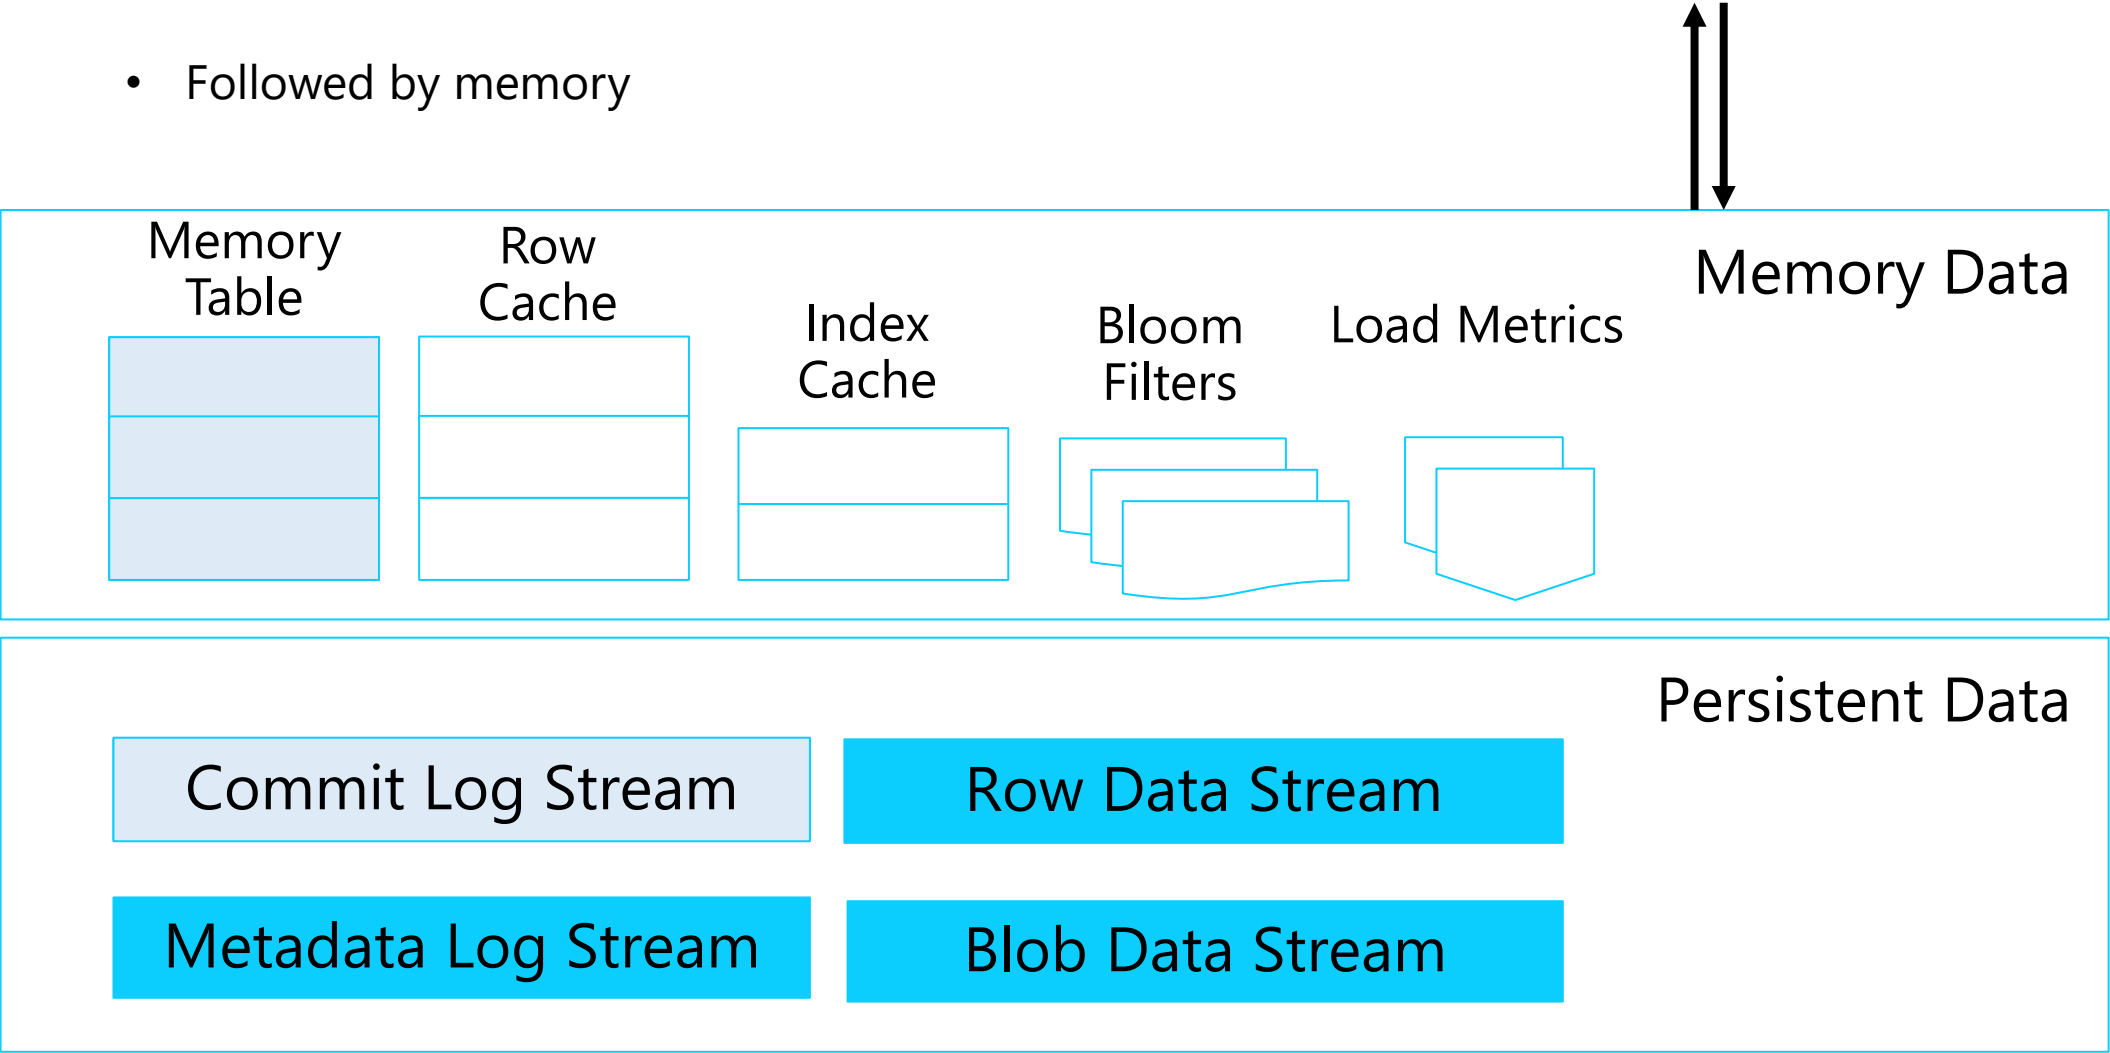 • Followed by memory
Memory
Table
Row
Cache
Index
Cache
Bloom
Filters
Load Metrics
Memory Data
Persistent Data
Commit Log Stream
Row Data Stream
Metadata Log Stream
Blob Data Stream